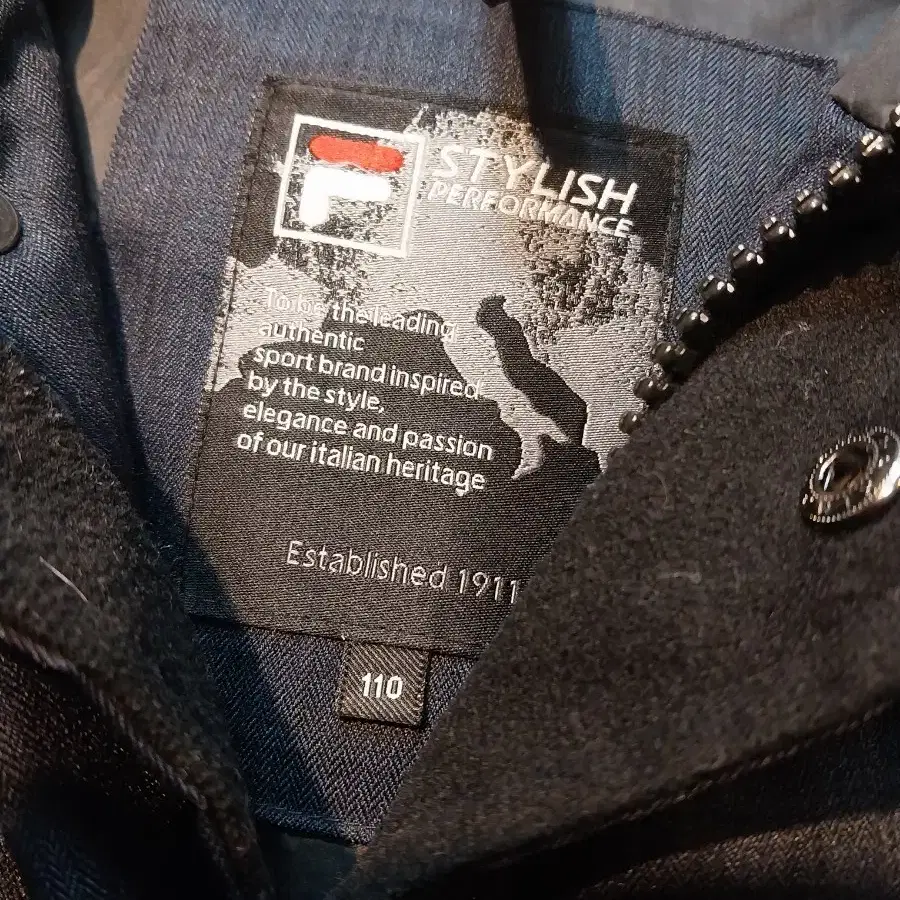 STYLISH
PERFORMANCE
To be the leading
authentic
sport brand inspired
by the style,
elegance and passion
of our italian heritage
Established 1911
110